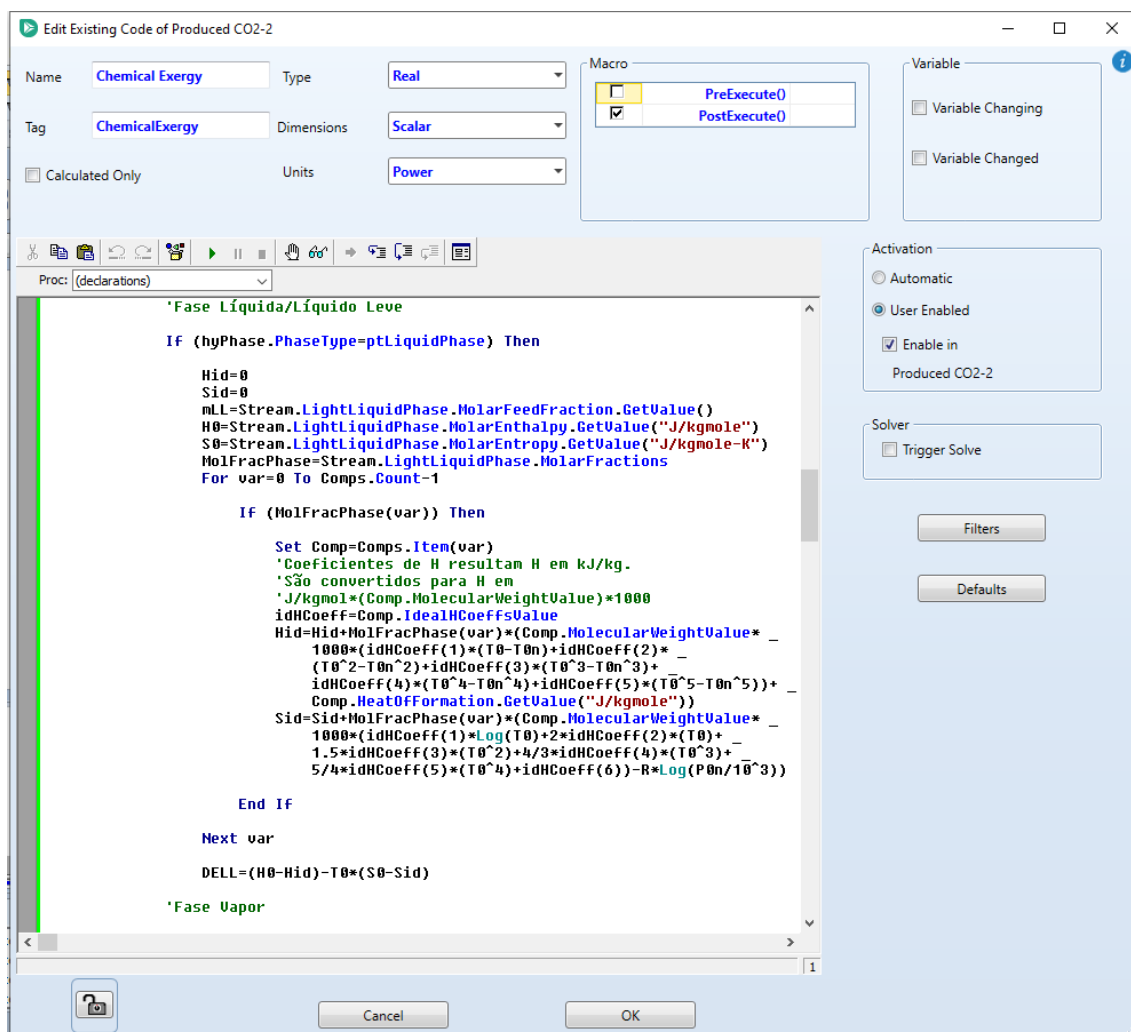 Edit Existing Code of Produced CO2-2
Name
Chemical Exergy
Type
Real
Tag
ChemicalExergy
Dimensions
Scalar
Calculated Only
Units
Power
Macro
PreExecute()
PostExecute()
Variable
Variable Changing
Variable Changed
Proc: (declarations)
'Fase Líquida/Líquido Leve
If (hyPhase.PhaseType=ptLiquidPhase) Then
Hid=0
Sid=0
mLL=Stream.LightLiquidPhase.MolarFeedFraction.GetValue()
H0=Stream.LightLiquidPhase.MolarEnthalpy.GetValue("J/kgmole")
S0=Stream.LightLiquidPhase.MolarEntropy.GetValue("J/kgmole-K")
MolFracPhase=Stream.LightLiquidPhase.MolarFractions
For var=0 To Comps.Count-1
If (MolFracPhase(var)) Then
Set Comp=Comps.Item(var)
'Coeficientes de H resultam H em kJ/kg.
'São convertidos para H em
'J/kgmol*(Comp.MolecularWeightValue)*1000
idHCoeff=Comp.IdealHCoeffsValue
Hid=Hid+MolFracPhase(var)*(Comp.MolecularWeightValue* _
1000*(idHCoeff(1)*(T0-T0n)+idHCoeff(2)* _
(T0^2-T0n^2)+idHCoeff(3)*(T0^3-T0n^3)+ _
idHCoeff(4)*(T0^4-T0n^4)+idHCoeff(5)*(T0^5-T0n^5))+ _
Comp.HeatOfFormation.GetValue("J/kgmole"))
Sid=Sid+MolFracPhase(var)*(Comp.MolecularWeightValue* _
1000*(idHCoeff(1)*Log(T0)+2*idHCoeff(2)*(T0)+ _
1.5*idHCoeff(3)*(T0^2)+4/3*idHCoeff(4)*(T0^3)+ _
5/4*idHCoeff(5)*(T0^4)+idHCoeff(6))-R*Log(P0n/10^3))
End If
Next var
DELL=(H0-Hid)-T0*(S0-Sid)
'Fase Vapor
1
Activation
Automatic
User Enabled
Enable in
Produced CO2-2
Solver
Trigger Solve
Filters
Defaults
Cancel
OK